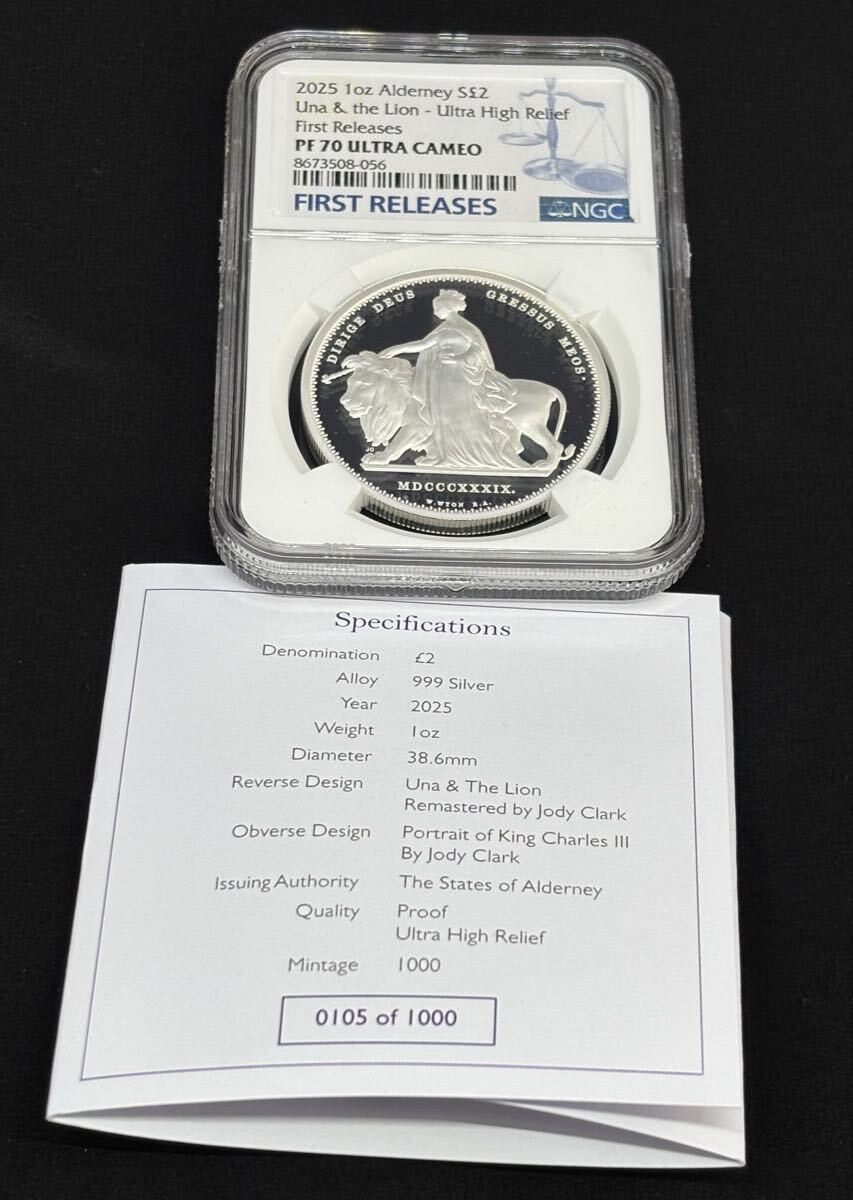 2025 1oz Alderney S£2
Una & the Lion - Ultra High Relief
First Releases
PF 70 ULTRA CAMEO
8673508-056
FIRST RELEASES
NGC
DIRIGE DEUS GRESSUS MEOS.
JC
MDCCCXXXIX.
W.WYON R.A.
Specifications
Denomination £2
Alloy 999 Silver
Year 2025
Weight 1oz
Diameter 38.6mm
Reverse Design Una & The Lion
Remastered by Jody Clark
Obverse Design Portrait of King Charles III
By Jody Clark
Issuing Authority The States of Alderney
Quality Proof
Ultra High Relief
Mintage 1000
0105 of 1000